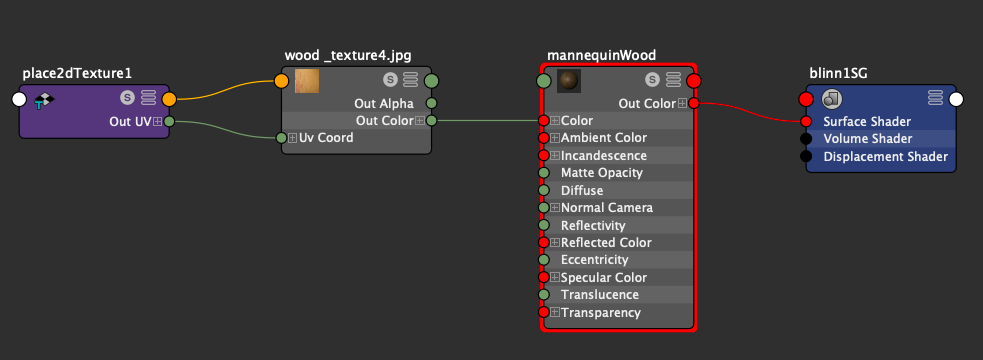 place2dTexture1
S
Out UV
wood _texture4.jpg
S
Out Alpha
Out Color
Uv Coord
mannequinWood
S
Out Color
Color
Ambient Color
Incandescence
Matte Opacity
Diffuse
Normal Camera
Reflectivity
Reflected Color
Eccentricity
Specular Color
Translucence
Transparency
blinn1SG
Surface Shader
Volume Shader
Displacement Shader